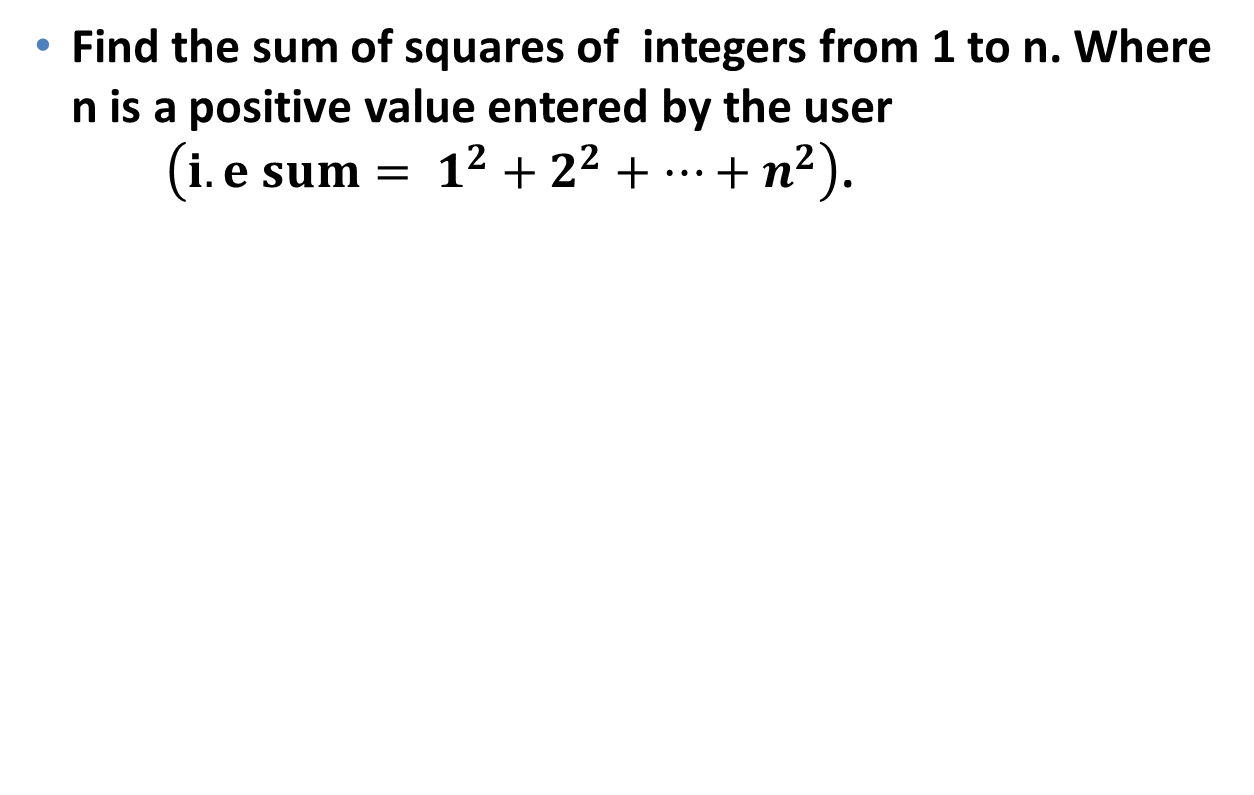 • Find the sum of squares of  integers from 1 to n. Where
n is a positive value entered by the user
(i. e sum = 1² + 2² + ⋯ + n²).